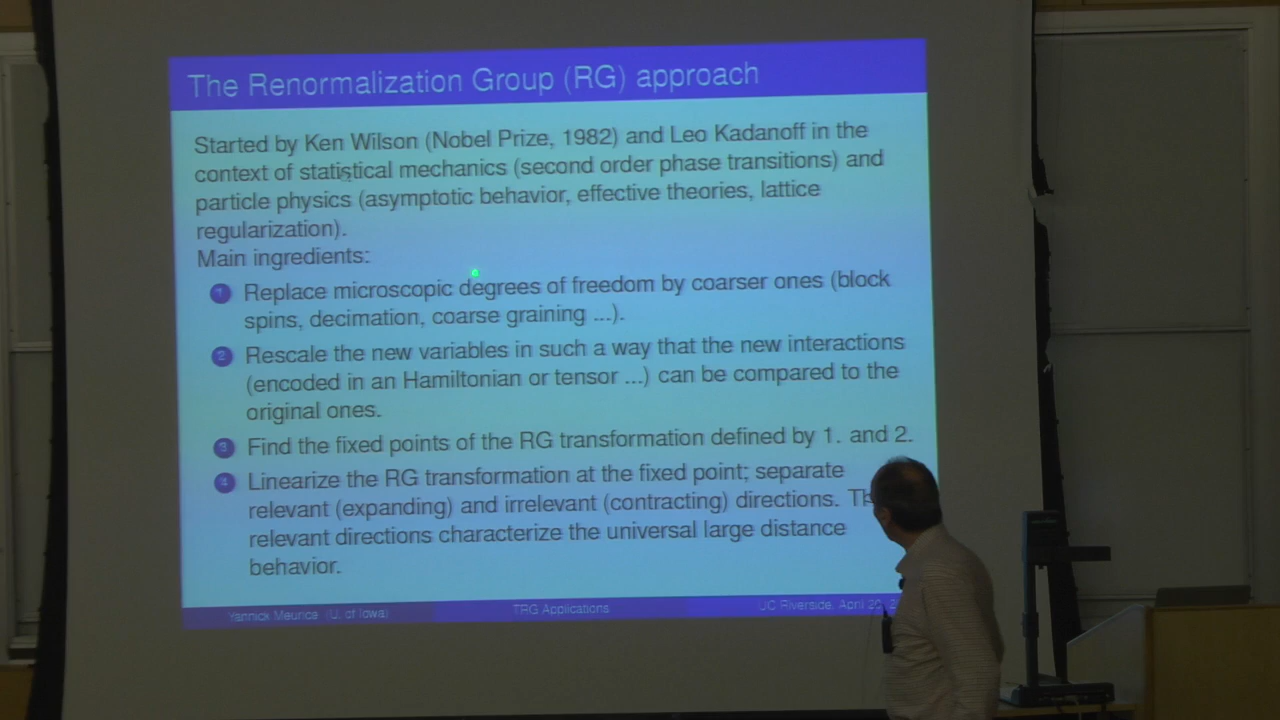 The Renormalization Group (RG) approach
Started by Ken Wilson (Nobel Prize, 1982) and Leo Kadanoff in the
context of statistical mechanics (second order phase transitions) and
particle physics (asymptotic behavior, effective theories, lattice
regularization).
Main ingredients:
1 Replace microscopic degrees of freedom by coarser ones (block
spins, decimation, coarse graining ...).
2 Rescale the new variables in such a way that the new interactions
(encoded in an Hamiltonian or tensor ...) can be compared to the
original ones.
3 Find the fixed points of the RG transformation defined by 1. and 2.
4 Linearize the RG transformation at the fixed point; separate
relevant (expanding) and irrelevant (contracting) directions.
relevant directions characterize the universal large distance
behavior.
Yannick Meurice (U. of Iowa) TRG Applications UC Riverside, April